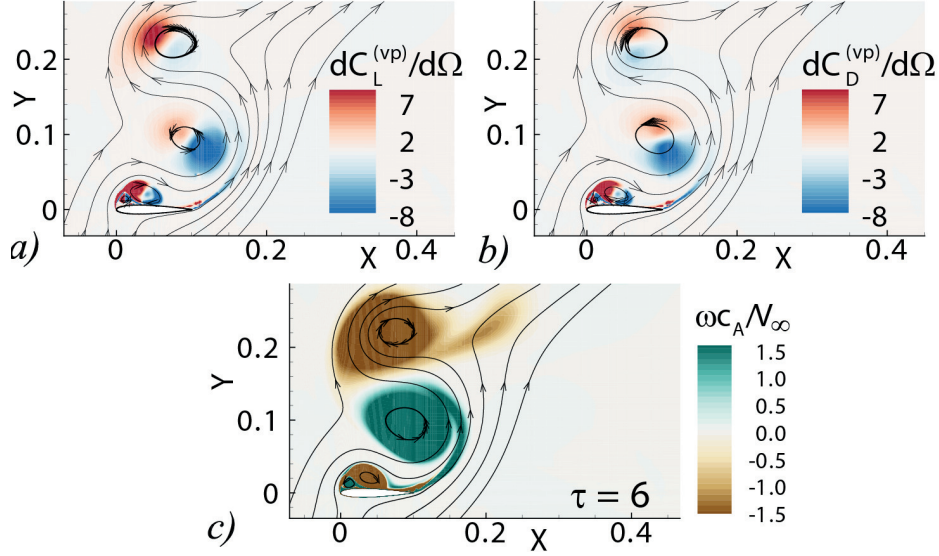 Y
0.2
0.1
0
0
0.2
X
0.4
dC_L^(vp)/dΩ
7
2
-3
-8
a)
Y
0.2
0.1
0
0
0.2
X
0.4
dC_D^(vp)/dΩ
7
2
-3
-8
b)
Y
0.2
0.1
0
0
0.2
X
0.4
τ = 6
c)
ωc_A/V_∞
1.5
1.0
0.5
0.0
-0.5
-1.0
-1.5